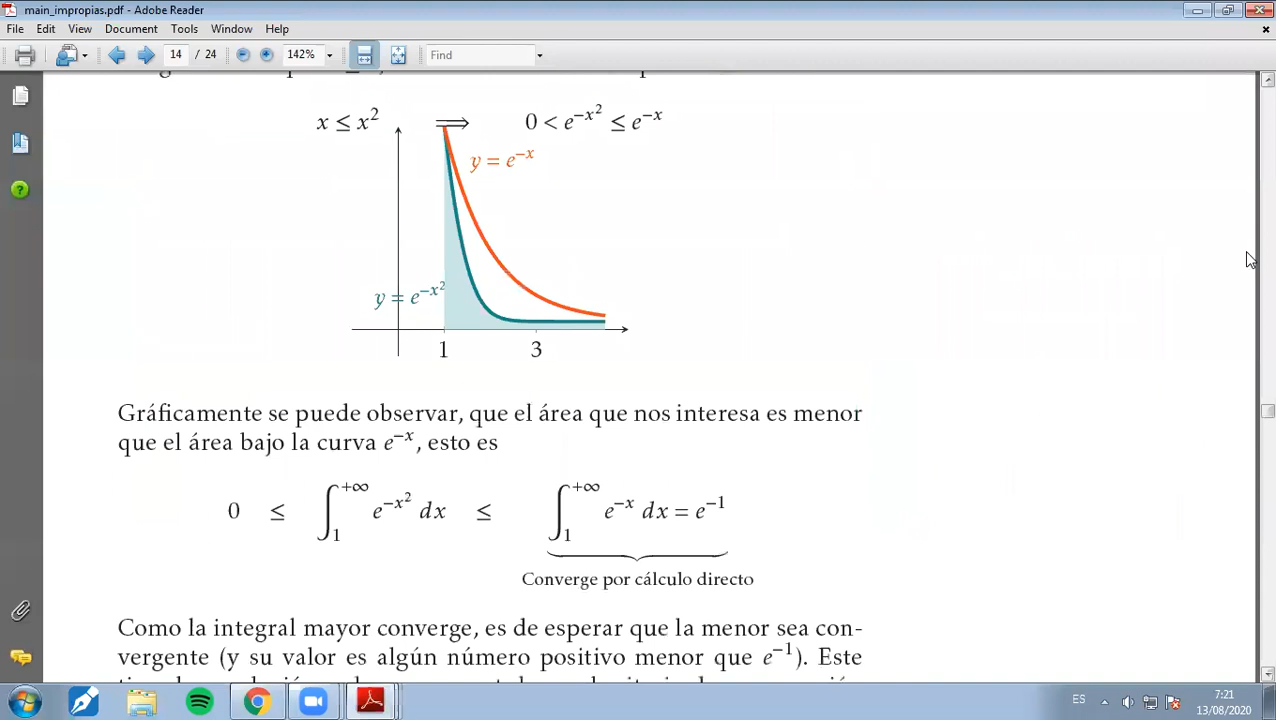 main_impropias.pdf - Adobe Reader
File Edit View Document Tools Window Help
14 / 24 142% Find
x ≤ x² ⟹ 0 < e^{−x²} ≤ e^{−x}
y = e^{−x}
y = e^{−x²}
1 3
Gráficamente se puede observar, que el área que nos interesa es menor
que el área bajo la curva e^{−x}, esto es
0 ≤ ∫_1^{+∞} e^{−x²} dx ≤ ∫_1^{+∞} e^{−x} dx = e^{−1}
Converge por cálculo directo
Como la integral mayor converge, es de esperar que la menor sea con-
vergente (y su valor es algún número positivo menor que e^{−1}). Este
ES 7:21
13/08/2020